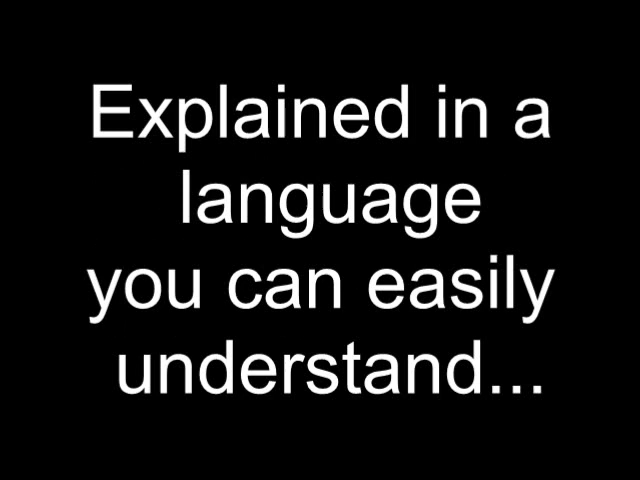 Explained in a
language
you can easily
understand...